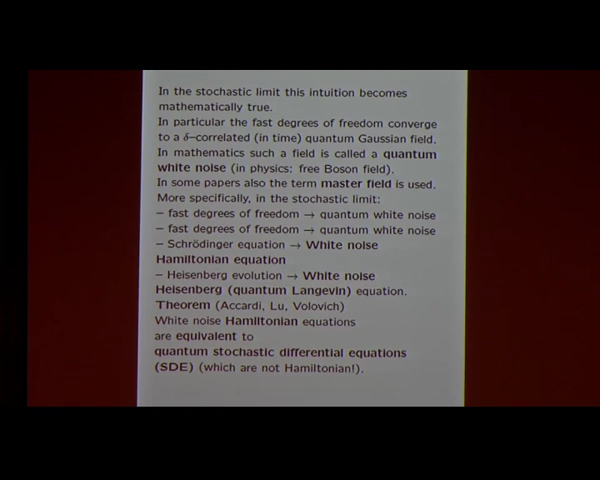 In the stochastic limit this intuition becomes
mathematically true.
In particular the fast degrees of freedom converge
to a δ–correlated (in time) quantum Gaussian field.
In mathematics such a field is called a quantum
white noise (in physics: free Boson field).
In some papers also the term master field is used.
More specifically, in the stochastic limit:
– fast degrees of freedom → quantum white noise
– fast degrees of freedom → quantum white noise
– Schrödinger equation → White noise
Hamiltonian equation
– Heisenberg evolution → White noise
Heisenberg (quantum Langevin) equation.
Theorem (Accardi, Lu, Volovich)
White noise Hamiltonian equations
are equivalent to
quantum stochastic differential equations
(SDE) (which are not Hamiltonian!).